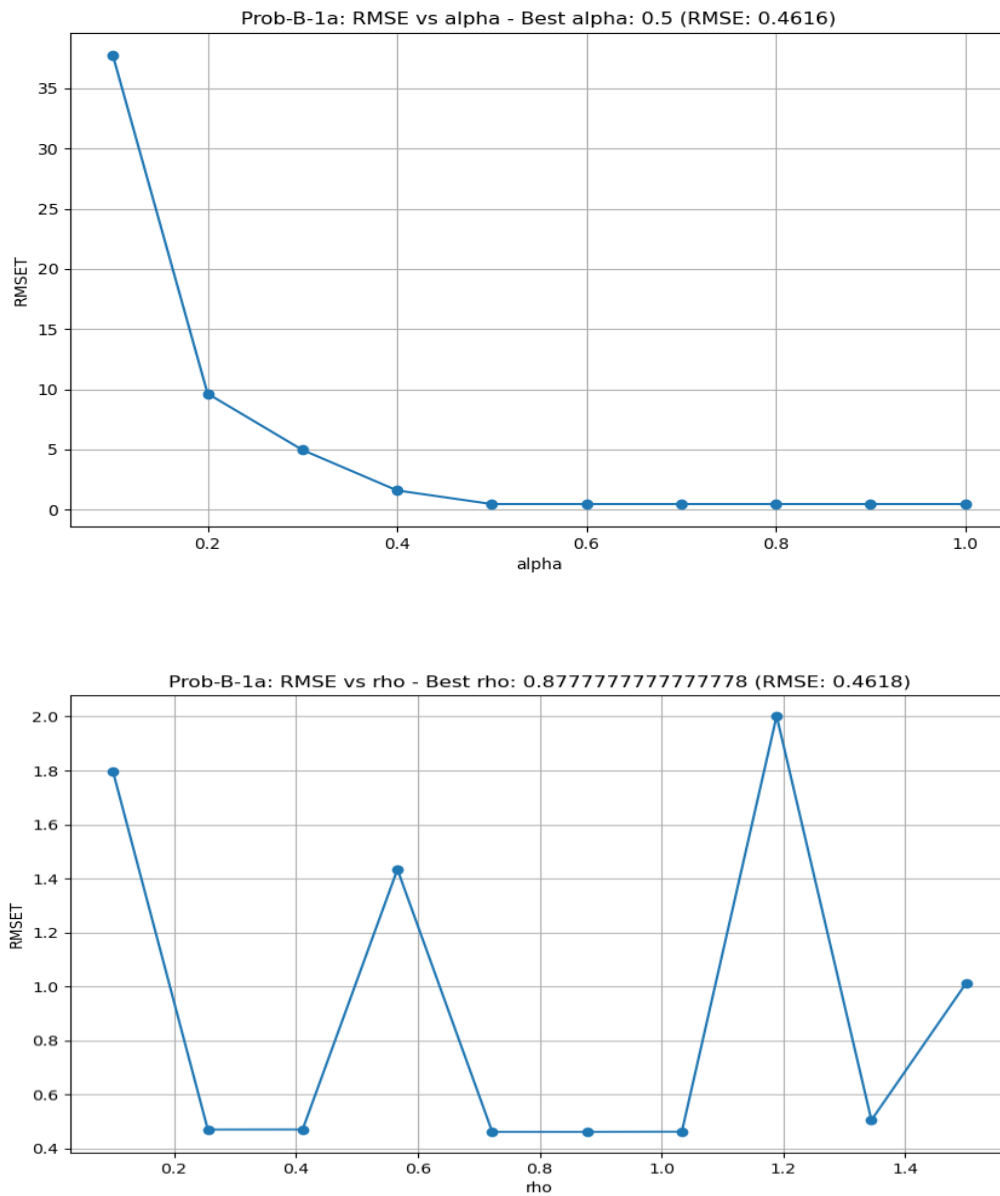 Prob-B-1a: RMSE vs alpha - Best alpha: 0.5 (RMSE: 0.4616)
35
30
25
20
15
10
5
0
RMSET
0.2 0.4 0.6 0.8 1.0
alpha
Prob-B-1a: RMSE vs rho - Best rho: 0.8777777777777778 (RMSE: 0.4618)
2.0
1.8
1.6
1.4
1.2
1.0
0.8
0.6
0.4
RMSET
0.2 0.4 0.6 0.8 1.0 1.2 1.4
rho